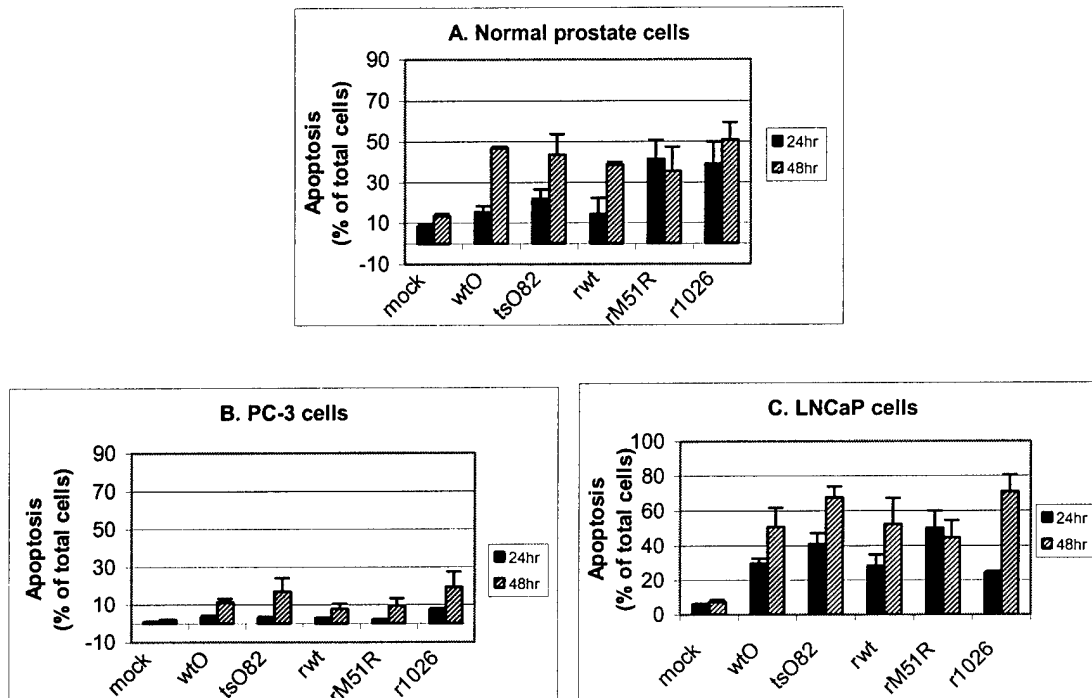 A. Normal prostate cells
Apoptosis
(% of total cells)
90
70
50
30
10
-10
mock
wtO
tsO82
rwt
rM51R
r1026
24hr
48hr
B. PC-3 cells
Apoptosis
(% of total cells)
90
70
50
30
10
-10
mock
wtO
tsO82
rwt
rM51R
r1026
24hr
48hr
C. LNCaP cells
Apoptosis
(% of total cells)
100
80
60
40
20
0
mock
wtO
tsO82
rwt
rM51R
r1026
24hr
48hr